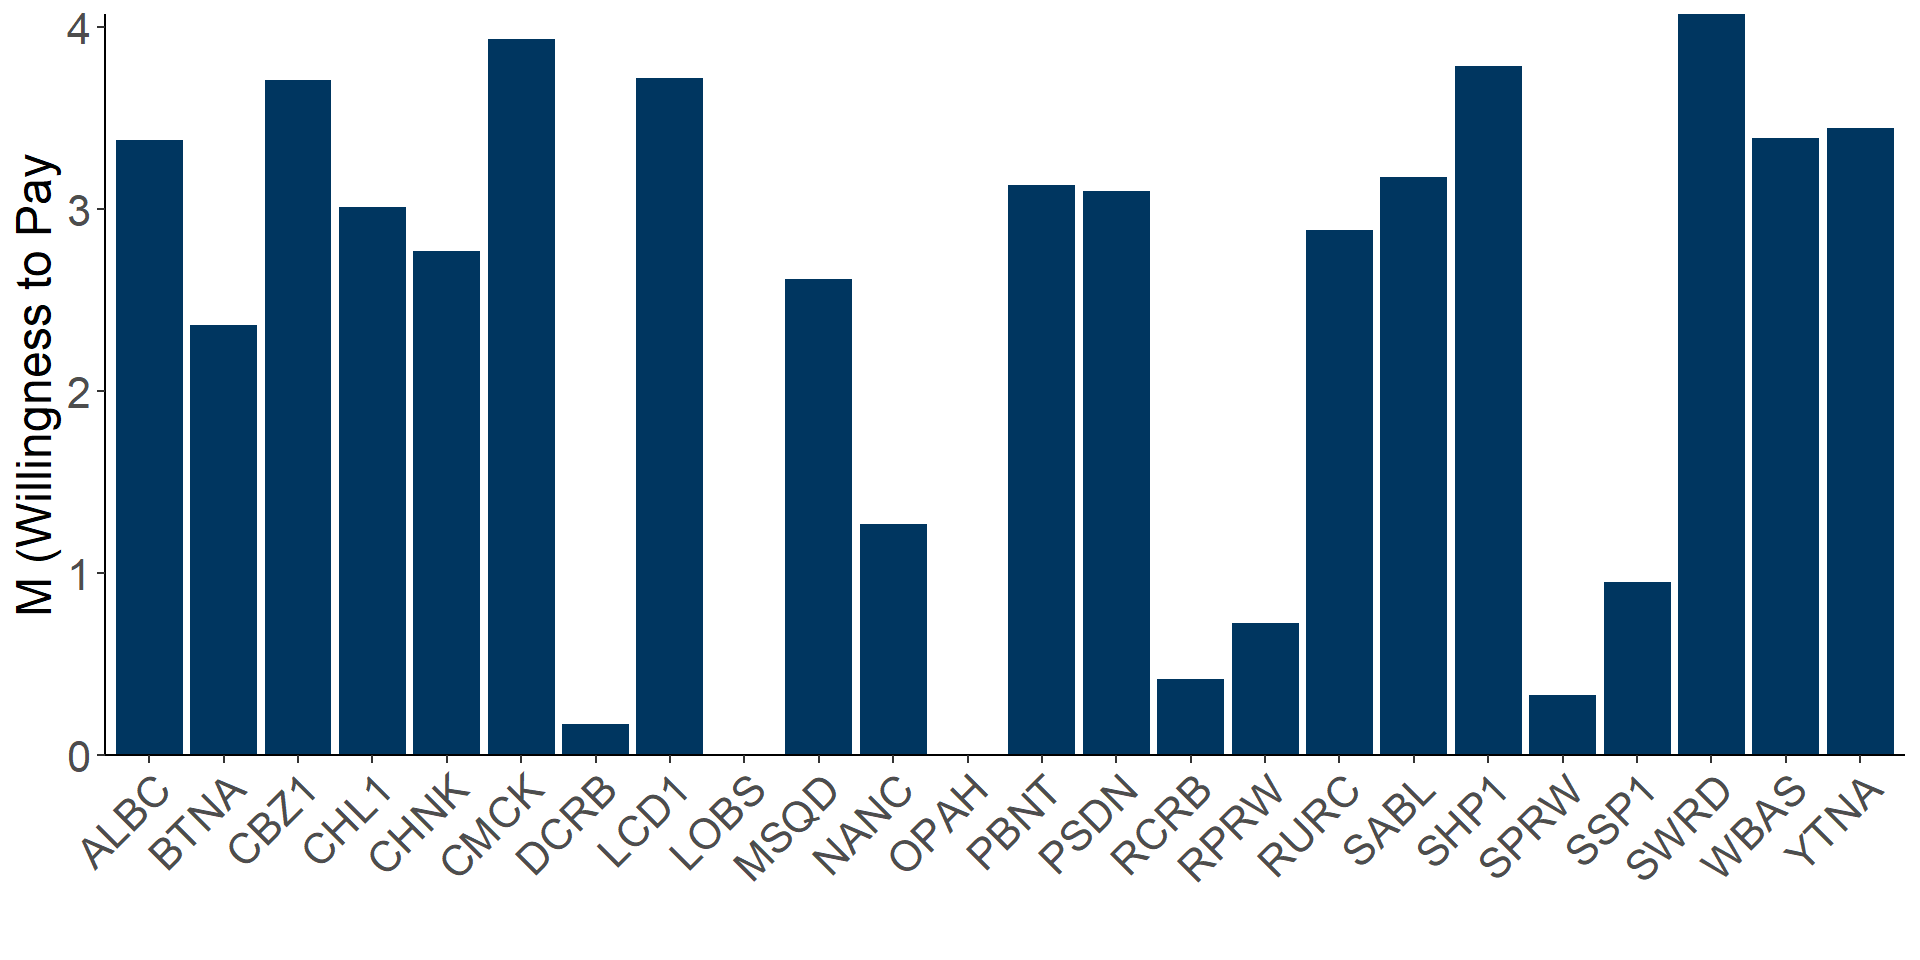 M (Willingness to Pay
4
3
2
1
0
ALBC
BTNA
CBZ1
CHL1
CHNK
CMCK
DCRB
LCD1
LOBS
MSQD
NANC
OPAH
PBNT
PSDN
RCRB
RPRW
RURC
SABL
SHP1
SPRW
SSP1
SWRD
WBAS
YTNA